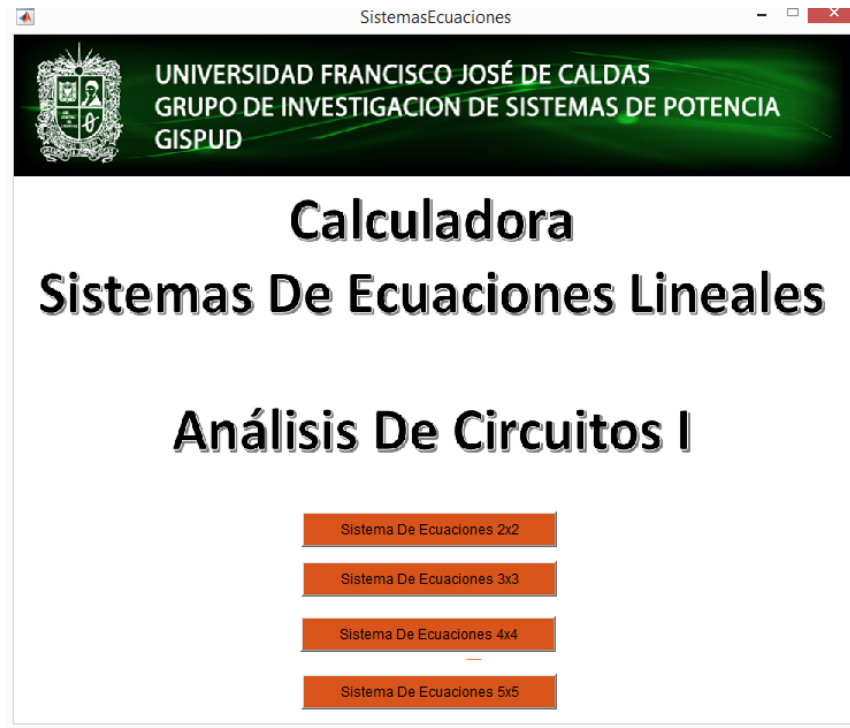 SistemasEcuaciones
UNIVERSIDAD FRANCISCO JOSÉ DE CALDAS
GRUPO DE INVESTIGACION DE SISTEMAS DE POTENCIA
GISPUD
Calculadora
Sistemas De Ecuaciones Lineales
Análisis De Circuitos I
Sistema De Ecuaciones 2x2
Sistema De Ecuaciones 3x3
Sistema De Ecuaciones 4x4
Sistema De Ecuaciones 5x5